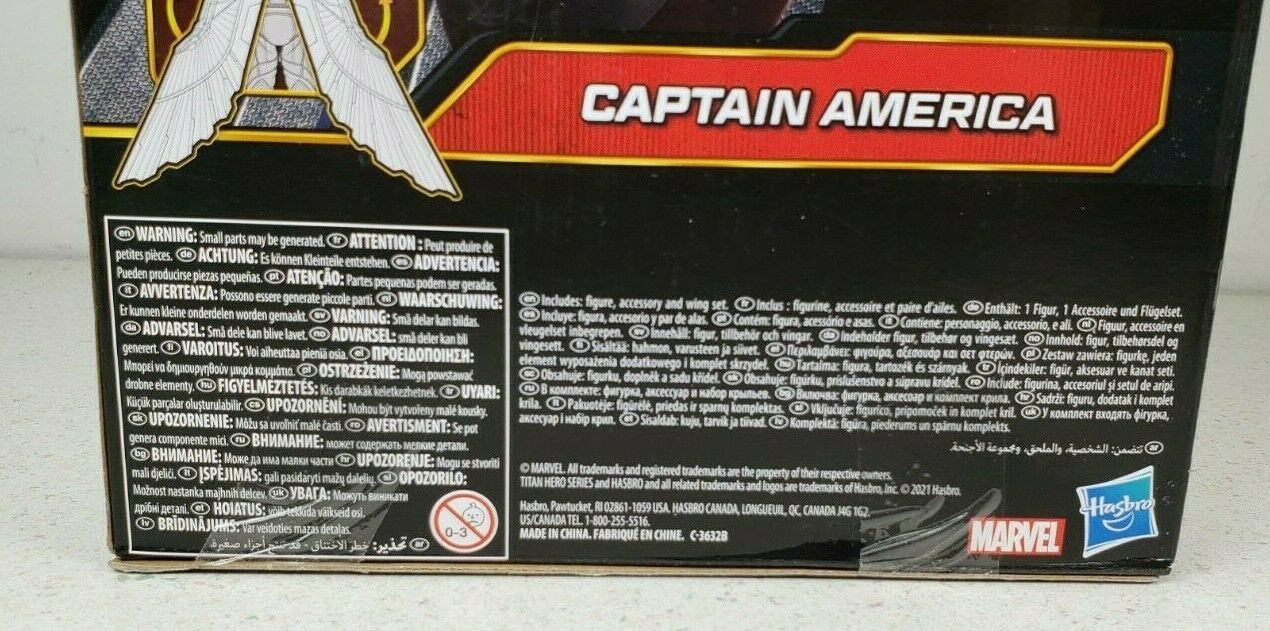 CAPTAIN AMERICA
en WARNING: Small parts may be generated. fr ATTENTION : Peut produire de
petites pièces. de ACHTUNG: Es können Kleinteile entstehen. es ADVERTENCIA:
Pueden producirse piezas pequeñas. pt ATENÇÃO: Partes pequenas podem ser geradas.
it AVVERTENZA: Possono essere generate piccole parti. nl WAARSCHUWING:
Er kunnen kleine onderdelen worden gemaakt. sv VARNING: Små delar kan bildas.
da ADVARSEL: Små dele kan blive lavet. no ADVARSEL: små deler kan bli
generert. fi VAROITUS: Voi aiheuttaa pieniä osia. el ΠΡΟΕΙΔΟΠΟΙΗΣΗ:
Μπορεί να δημιουργηθούν μικρά κομμάτια. pl OSTRZEŻENIE: Mogą powstawać
drobne elementy. hu FIGYELMEZTETÉS: Kis darabkák keletkezhetnek. tr UYARI:
Küçük parçalar oluşturulabilir. cs UPOZORNĚNÍ: Mohou být vytvořeny malé kousky.
sk UPOZORNENIE: Môžu sa uvoľniť malé časti. ro AVERTISMENT: Se pot
genera componente mici. ru ВНИМАНИЕ: может содержать мелкие детали.
bg ВНИМАНИЕ: Може да има малки части hr UPOZORENJE: Mogu se stvoriti
mali djelići. lt ĮSPĖJIMAS: gali pasidaryti mažų dalelių. sl OPOZORILO:
Možnost nastanka majhnih delcev. uk УВАГА: Можуть виникати
дрібні деталі. et HOIATUS: võib tekkida väikseid osi.
lv BRĪDINĀJUMS: Var veidoties mazas detaļas.
ar تحذير: خطر الاختناق - قد تنتج أجزاء صغيرة.
0-3
en Includes: figure, accessory and wing set. fr Inclus : figurine, accessoire et paire d'ailes. de Enthält: 1 Figur, 1 Accessoire und Flügelset.
es Incluye: figura, accesorio y par de alas. pt Contém: figura, acessório e asas. it Contiene: personaggio, accessorio, e ali. nl Figuur, accessoire en
vleugelset inbegrepen. sv Innehåll: figur, tillbehör och vingar. da Indeholder figur, tilbehør og vingesæt. no Innhold: figur, tilbehørsdel og
vingesett. fi Sisältää: hahmon, varusteen ja siivet. el Περιλαμβάνει: φιγούρα, αξεσουάρ και σετ φτερών. pl Zestaw zawiera: figurkę, jeden
element wyposażenia dodatkowego i komplet skrzydeł. hu Tartalma: figura, tartozék és szárnyak. tr İçindekiler: figür, aksesuar ve kanat seti.
cs Obsahuje: figurku, doplněk a sadu křídel. sk Obsahuje: figúrku, príslušenstvo a súpravu krídel. ro Include: figurina, accesoriul și setul de aripi.
ru В комплекте: фигурка, аксессуар и набор крыльев. bg Включва: фигурка, аксесоар и комплект крила. hr Sadrži: figuru, dodatak i komplet
krila. lt Pakuotėje: figūrėlė, priedas ir sparnų komplektas. sl Vključuje: figurico, pripomoček in komplet kril. uk У комплект входять фігурка,
аксесуар і набір крил. et Sisaldab: kuju, tarvik ja tiivad. lv Komplektā: figūra, piederums un spārnu komplekts.
ar تتضمن: الشخصية، والملحق، ومجموعة الأجنحة.
© MARVEL. All trademarks and registered trademarks are the property of their respective owners.
TITAN HERO SERIES and HASBRO and all related trademarks and logos are trademarks of Hasbro, Inc. © 2021 Hasbro.
Hasbro, Pawtucket, RI 02861-1059 USA. HASBRO CANADA, LONGUEUIL, QC, CANADA J4G 1G2.
US/CANADA TEL. 1-800-255-5516.
MADE IN CHINA. FABRIQUÉ EN CHINE. C-3632B
MARVEL
Hasbro